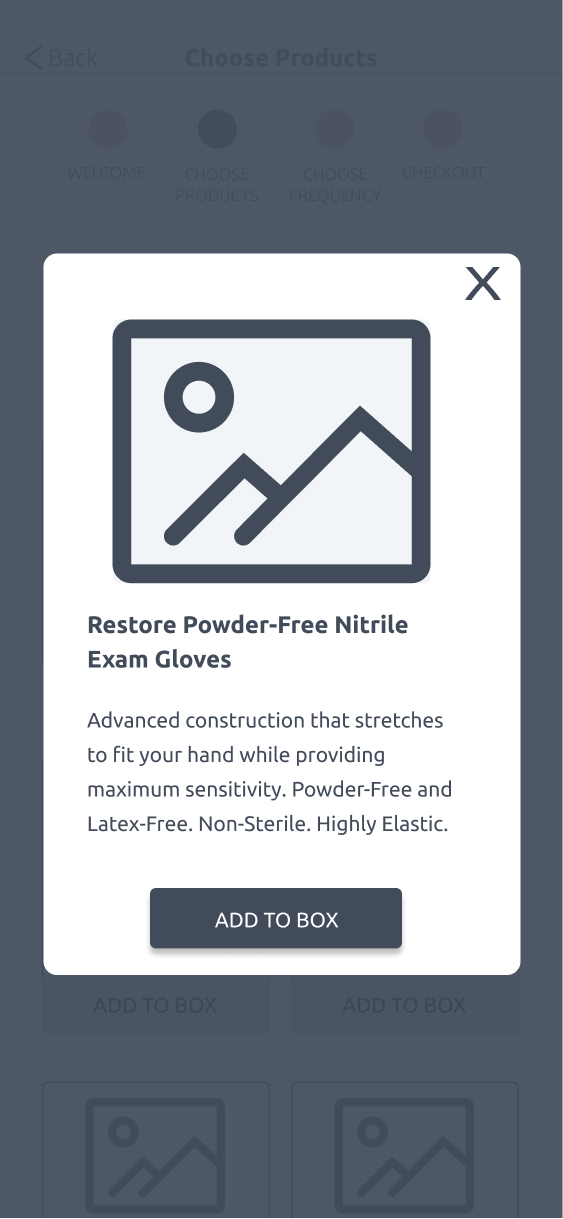 Back
Choose Products
WELCOME
CHOOSE
PRODUCTS
CHOOSE
FREQUENCY
CHECKOUT
X
Restore Powder-Free Nitrile
Exam Gloves
Advanced construction that stretches
to fit your hand while providing
maximum sensitivity. Powder-Free and
Latex-Free. Non-Sterile. Highly Elastic.
ADD TO BOX
ADD TO BOX
ADD TO BOX